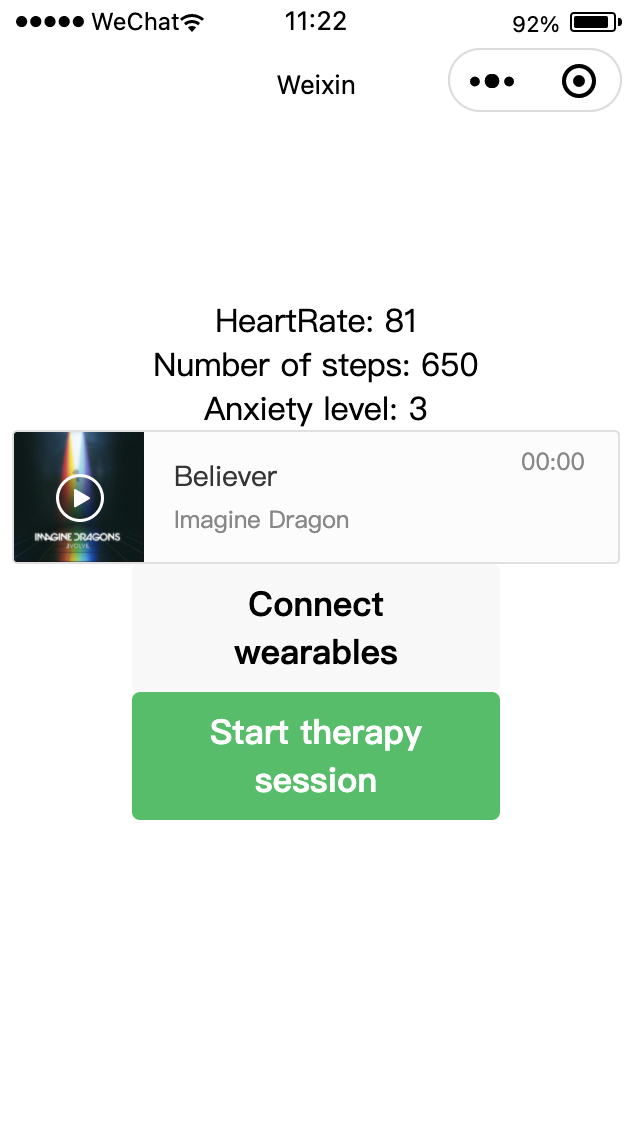 WeChat 11:22 92%
Weixin
HeartRate: 81
Number of steps: 650
Anxiety level: 3
Believer 00:00
Imagine Dragon
IMAGINE DRAGONS
EVOLVE
Connect
wearables
Start therapy
session